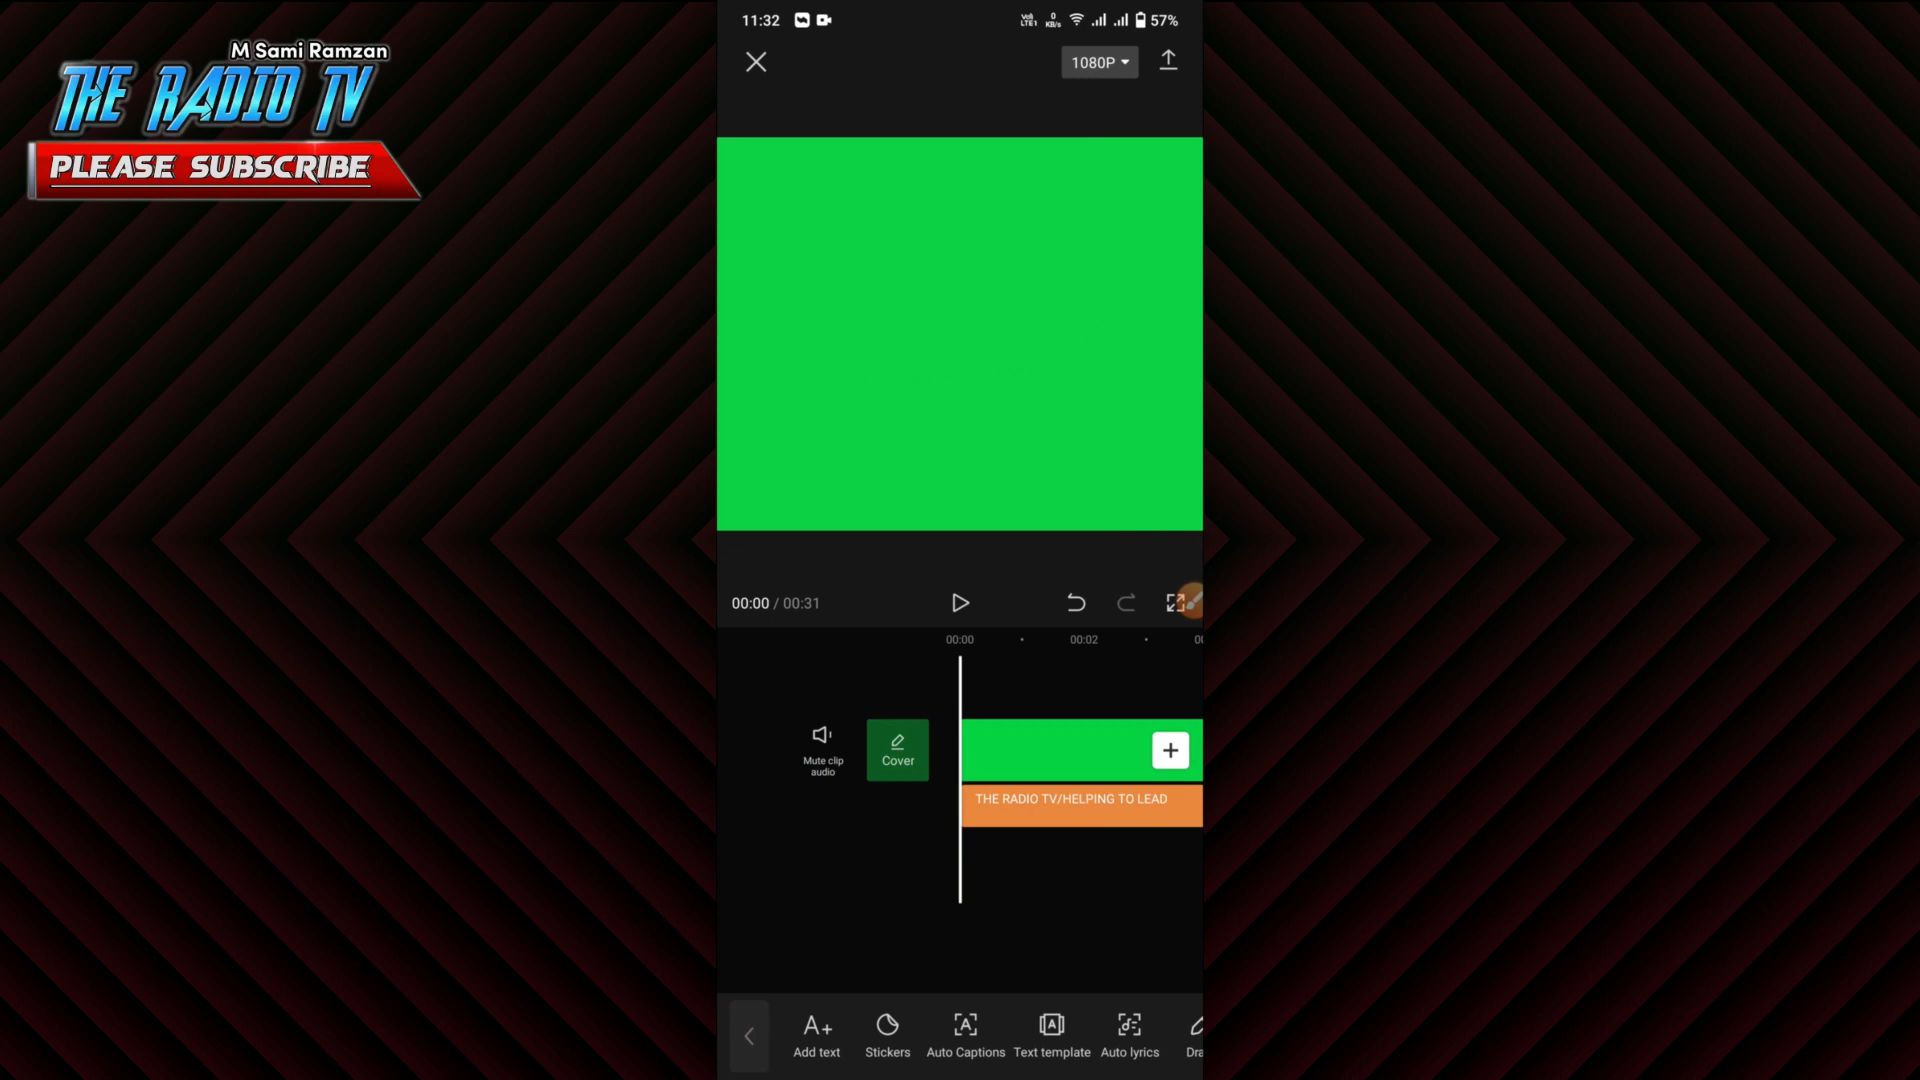 M Sami Ramzan
THE RADIO TV
PLEASE SUBSCRIBE
11:32
0 KB/s
57%
1080P
00:00 / 00:31
00:00
00:02
Mute clip
audio
Cover
THE RADIO TV/HELPING TO LEAD
Add text
Stickers
Auto Captions
Text template
Auto lyrics